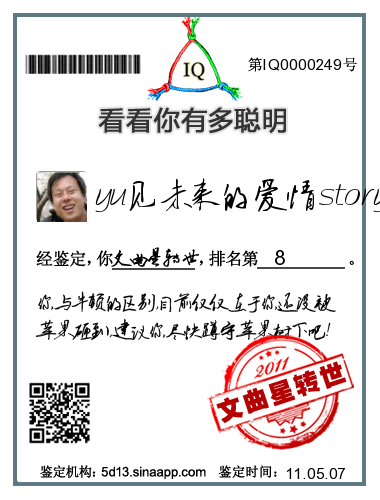 IQ
第IQ0000249号
看看你有多聪明
yu见未来的爱情story
经鉴定，你文曲星转世，排名第 8 。
你与牛顿的区别，目前仅仅在于你还没被
苹果砸到，建议你尽快蹲守苹果树下吧！
2011
文曲星转世
鉴定机构：5d13.sinaapp.com 鉴定时间：11.05.07